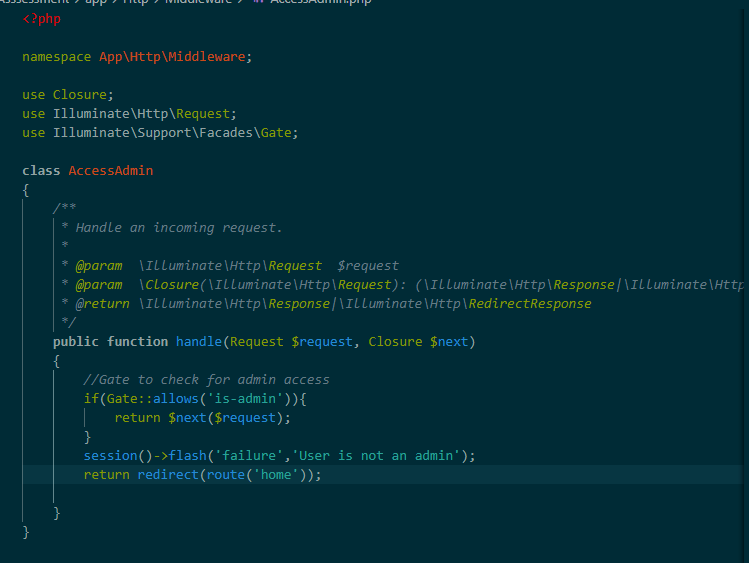 Asssessment > app > Http > Middleware > AccessAdmin.php
<?php
namespace App\Http\Middleware;
use Closure;
use Illuminate\Http\Request;
use Illuminate\Support\Facades\Gate;
class AccessAdmin
{
/**
* Handle an incoming request.
*
* @param  \Illuminate\Http\Request  $request
* @param  \Closure(\Illuminate\Http\Request): (\Illuminate\Http\Response|\Illuminate\Http
* @return \Illuminate\Http\Response|\Illuminate\Http\RedirectResponse
*/
public function handle(Request $request, Closure $next)
{
//Gate to check for admin access
if(Gate::allows('is-admin')){
return $next($request);
}
session()->flash('failure','User is not an admin');
return redirect(route('home'));
}
}